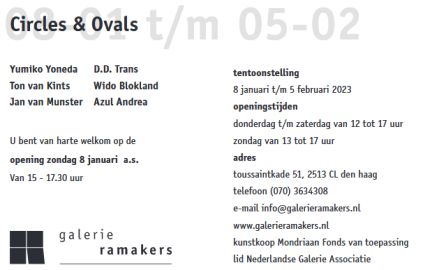 08-01 t/m 05-02
Circles & Ovals
Yumiko Yoneda D.D. Trans
Ton van Kints Wido Blokland
Jan van Munster Azul Andrea
U bent van harte welkom op de
opening zondag 8 januari a.s.
Van 15 - 17.30 uur
galerie
ramakers
tentoonstelling
8 januari t/m 5 februari 2023
openingstijden
donderdag t/m zaterdag van 12 tot 17 uur
zondag van 13 tot 17 uur
adres
toussaintkade 51, 2513 CL den haag
telefoon (070) 3634308
e-mail info@galerieramakers.nl
www.galerieramakers.nl
kunstkoop Mondriaan Fonds van toepassing
lid Nederlandse Galerie Associatie